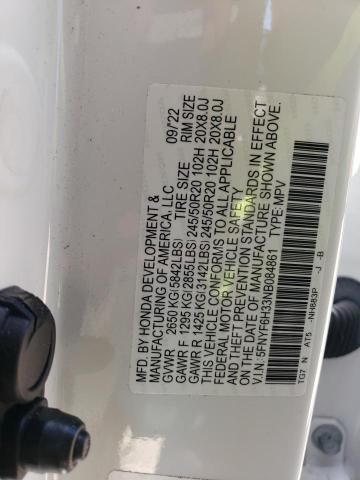 MFD. BY HONDA DEVELOPMENT &
MANUFACTURING OF AMERICA, LLC 09/'22
GVWR 2650 KG(5842LBS) TIRE SIZE RIM SIZE
GAWR F 1295 KG(2855LBS) 245/50R20 102H 20X8.0J
GAWR R 1425 KG(3142LBS) 245/50R20 102H 20X8.0J
THIS VEHICLE CONFORMS TO ALL APPLICABLE
FEDERAL MOTOR VEHICLE SAFETY
AND THEFT PREVENTION STANDARDS IN EFFECT
ON THE DATE OF MANUFACTURE SHOWN ABOVE.
V.I.N: 5FNYF8H33NB084861 TYPE: MPV
TG7 N AT5 NH883P -J -B